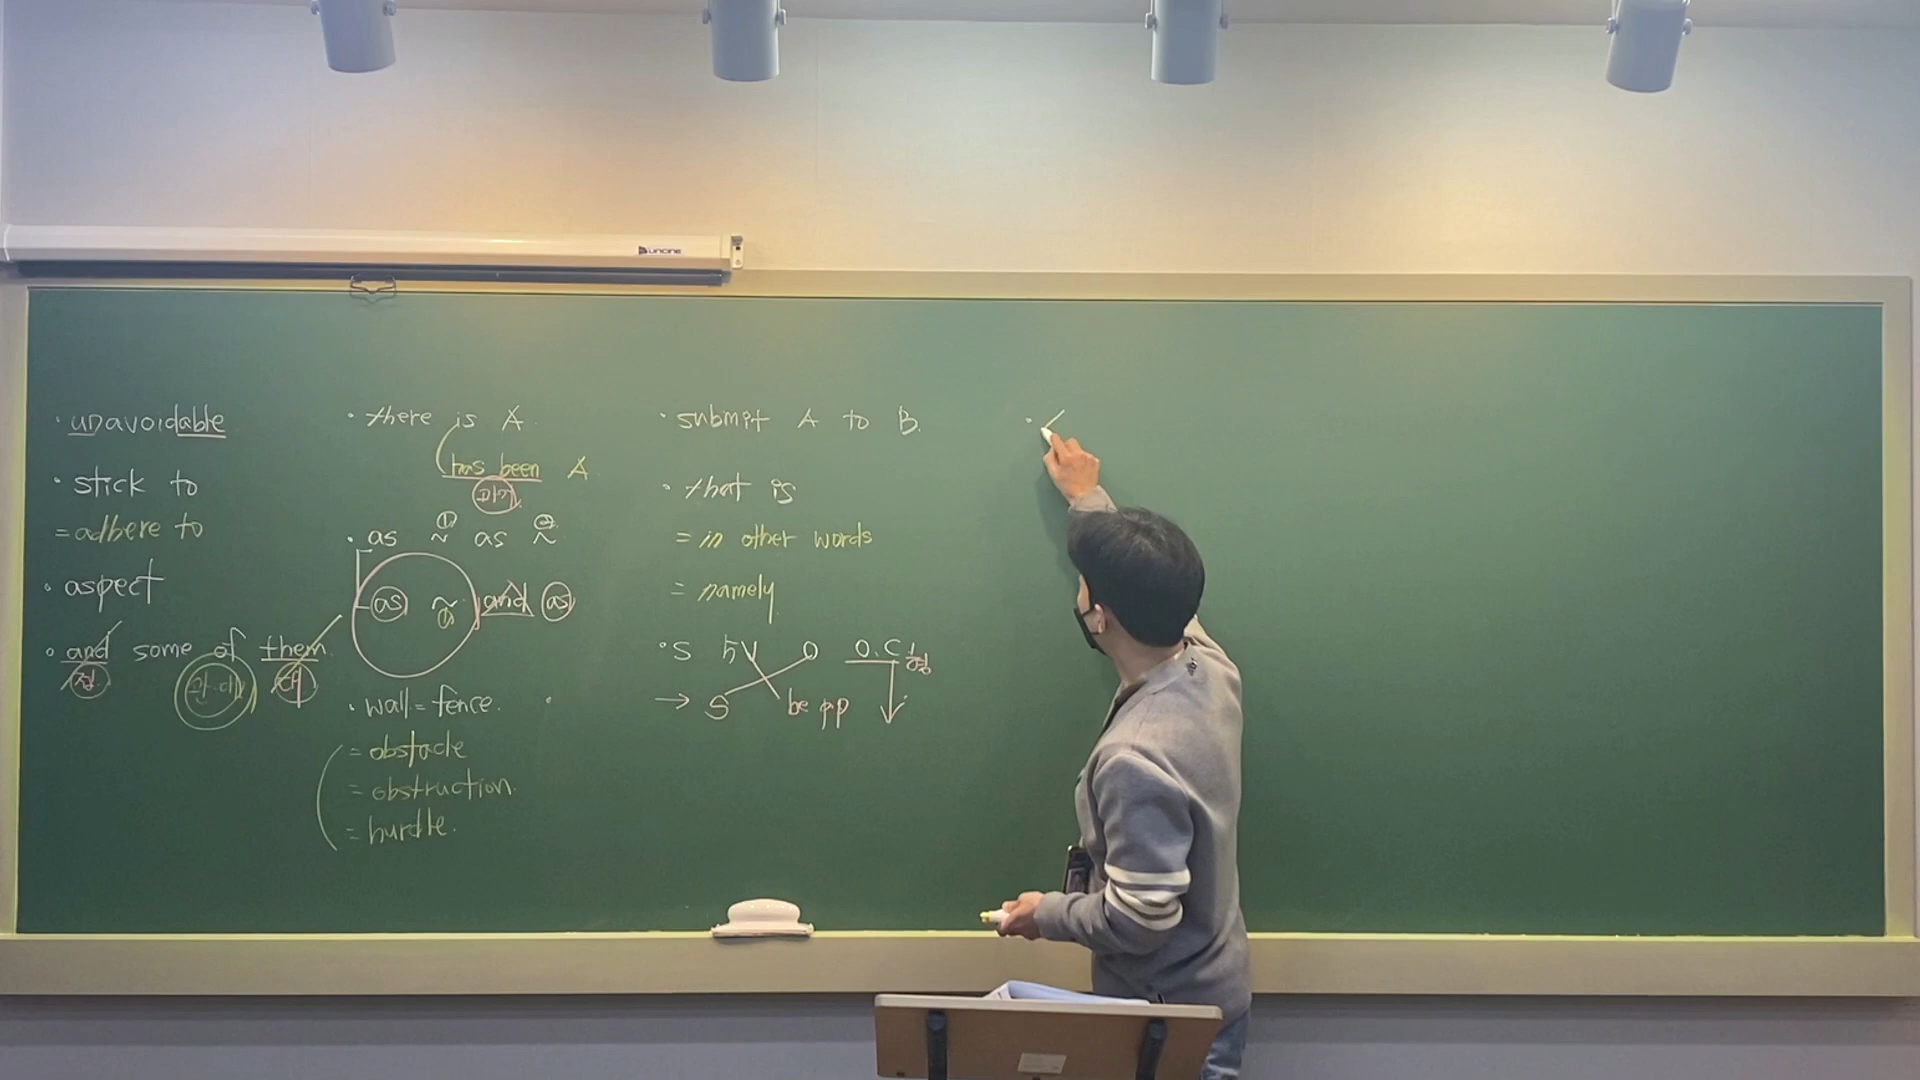 · unavoidable
· stick to
= adhere to
· aspect
· and some of them
접 관·대 대
· there is A
has been A
과거
· as ~ as ~
① ②
as ~ and as
①
· wall = fence.
= obstacle
= obstruction.
= hurdle.
· submit A to B.
· that is
= in other words
= namely
· S 5V O O.C
→ S be pp
UNCINE